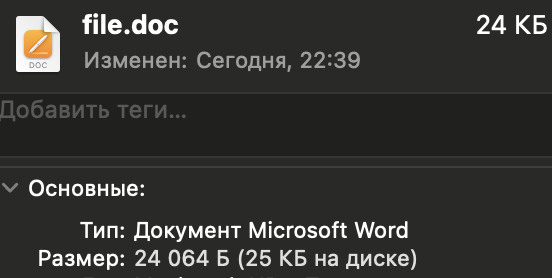 file.doc
24 КБ
Изменен: Сегодня, 22:39
DOC
Добавить теги...
Основные:
Тип: Документ Microsoft Word
Размер: 24 064 Б (25 КБ на диске)